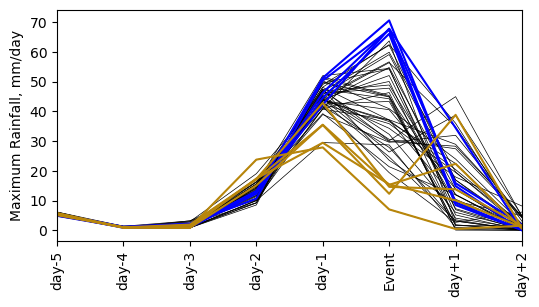 Maximum Rainfall, mm/day
70
60
50
40
30
20
10
0
day-5
day-4
day-3
day-2
day-1
Event
day+1
day+2